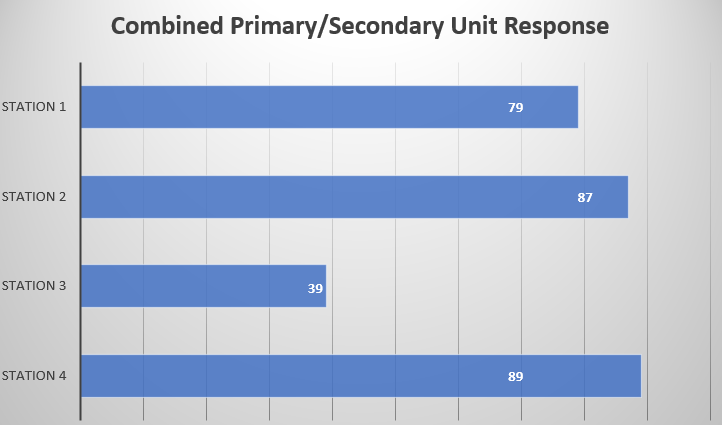 Combined Primary/Secondary Unit Response
STATION 1 79
STATION 2 87
STATION 3 39
STATION 4 89